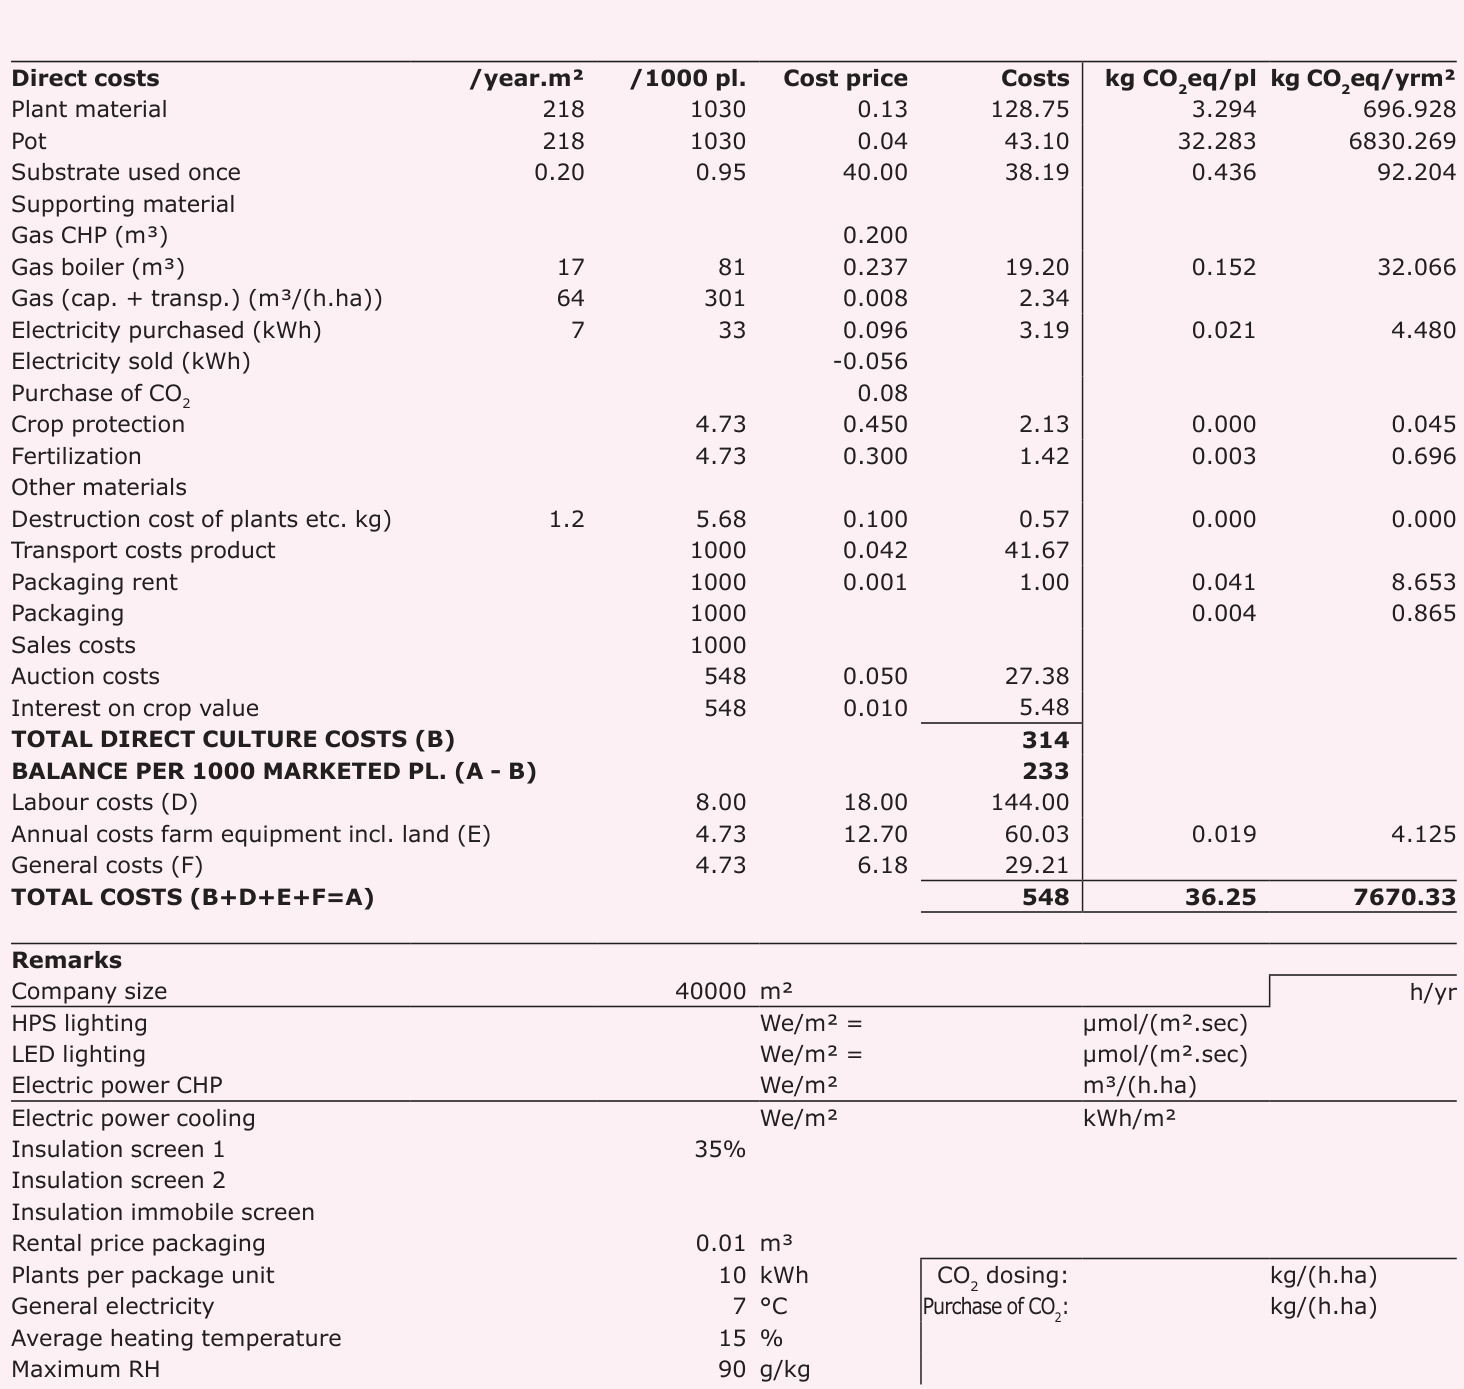 Direct costs /year.m² /1000 pl. Cost price Costs kg CO₂eq/pl kg CO₂eq/yrm²
Plant material 218 1030 0.13 128.75 3.294 696.928
Pot 218 1030 0.04 43.10 32.283 6830.269
Substrate used once 0.20 0.95 40.00 38.19 0.436 92.204
Supporting material
Gas CHP (m³) 0.200
Gas boiler (m³) 17 81 0.237 19.20 0.152 32.066
Gas (cap. + transp.) (m³/(h.ha)) 64 301 0.008 2.34
Electricity purchased (kWh) 7 33 0.096 3.19 0.021 4.480
Electricity sold (kWh) -0.056
Purchase of CO₂ 0.08
Crop protection 4.73 0.450 2.13 0.000 0.045
Fertilization 4.73 0.300 1.42 0.003 0.696
Other materials
Destruction cost of plants etc. kg) 1.2 5.68 0.100 0.57 0.000 0.000
Transport costs product 1000 0.042 41.67
Packaging rent 1000 0.001 1.00 0.041 8.653
Packaging 1000 0.004 0.865
Sales costs 1000
Auction costs 548 0.050 27.38
Interest on crop value 548 0.010 5.48
TOTAL DIRECT CULTURE COSTS (B) 314
BALANCE PER 1000 MARKETED PL. (A - B) 233
Labour costs (D) 8.00 18.00 144.00
Annual costs farm equipment incl. land (E) 4.73 12.70 60.03 0.019 4.125
General costs (F) 4.73 6.18 29.21
TOTAL COSTS (B+D+E+F=A) 548 36.25 7670.33
Remarks
Company size 40000 m² h/yr
HPS lighting We/m² = µmol/(m².sec)
LED lighting We/m² = µmol/(m².sec)
Electric power CHP We/m² m³/(h.ha)
Electric power cooling We/m² kWh/m²
Insulation screen 1 35%
Insulation screen 2
Insulation immobile screen
Rental price packaging 0.01 m³
Plants per package unit 10 kWh CO₂ dosing: kg/(h.ha)
General electricity 7 °C Purchase of CO₂: kg/(h.ha)
Average heating temperature 15 %
Maximum RH 90 g/kg